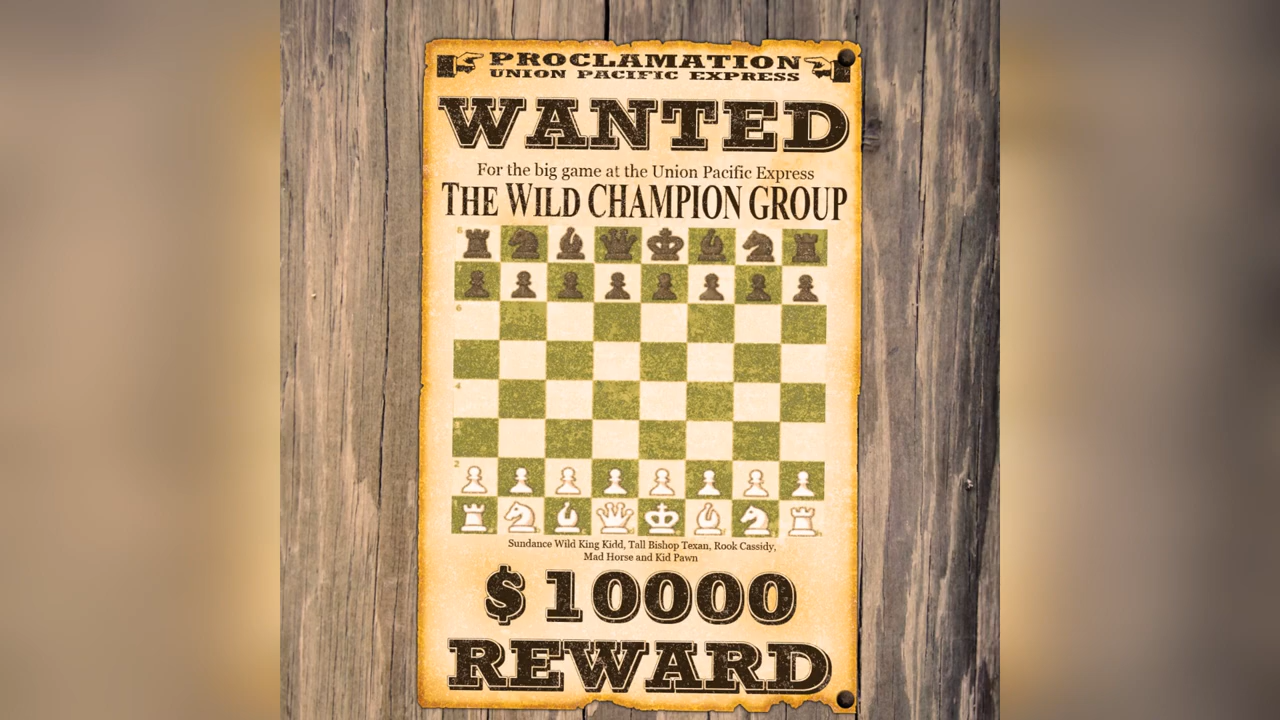 PROCLAMATION
UNION PACIFIC EXPRESS
WANTED
For the big game at the Union Pacific Express
THE WILD CHAMPION GROUP
Sundance Wild King Kidd, Tall Bishop Texan, Rook Cassidy,
Mad Horse and Kid Pawn
$10000
REWARD